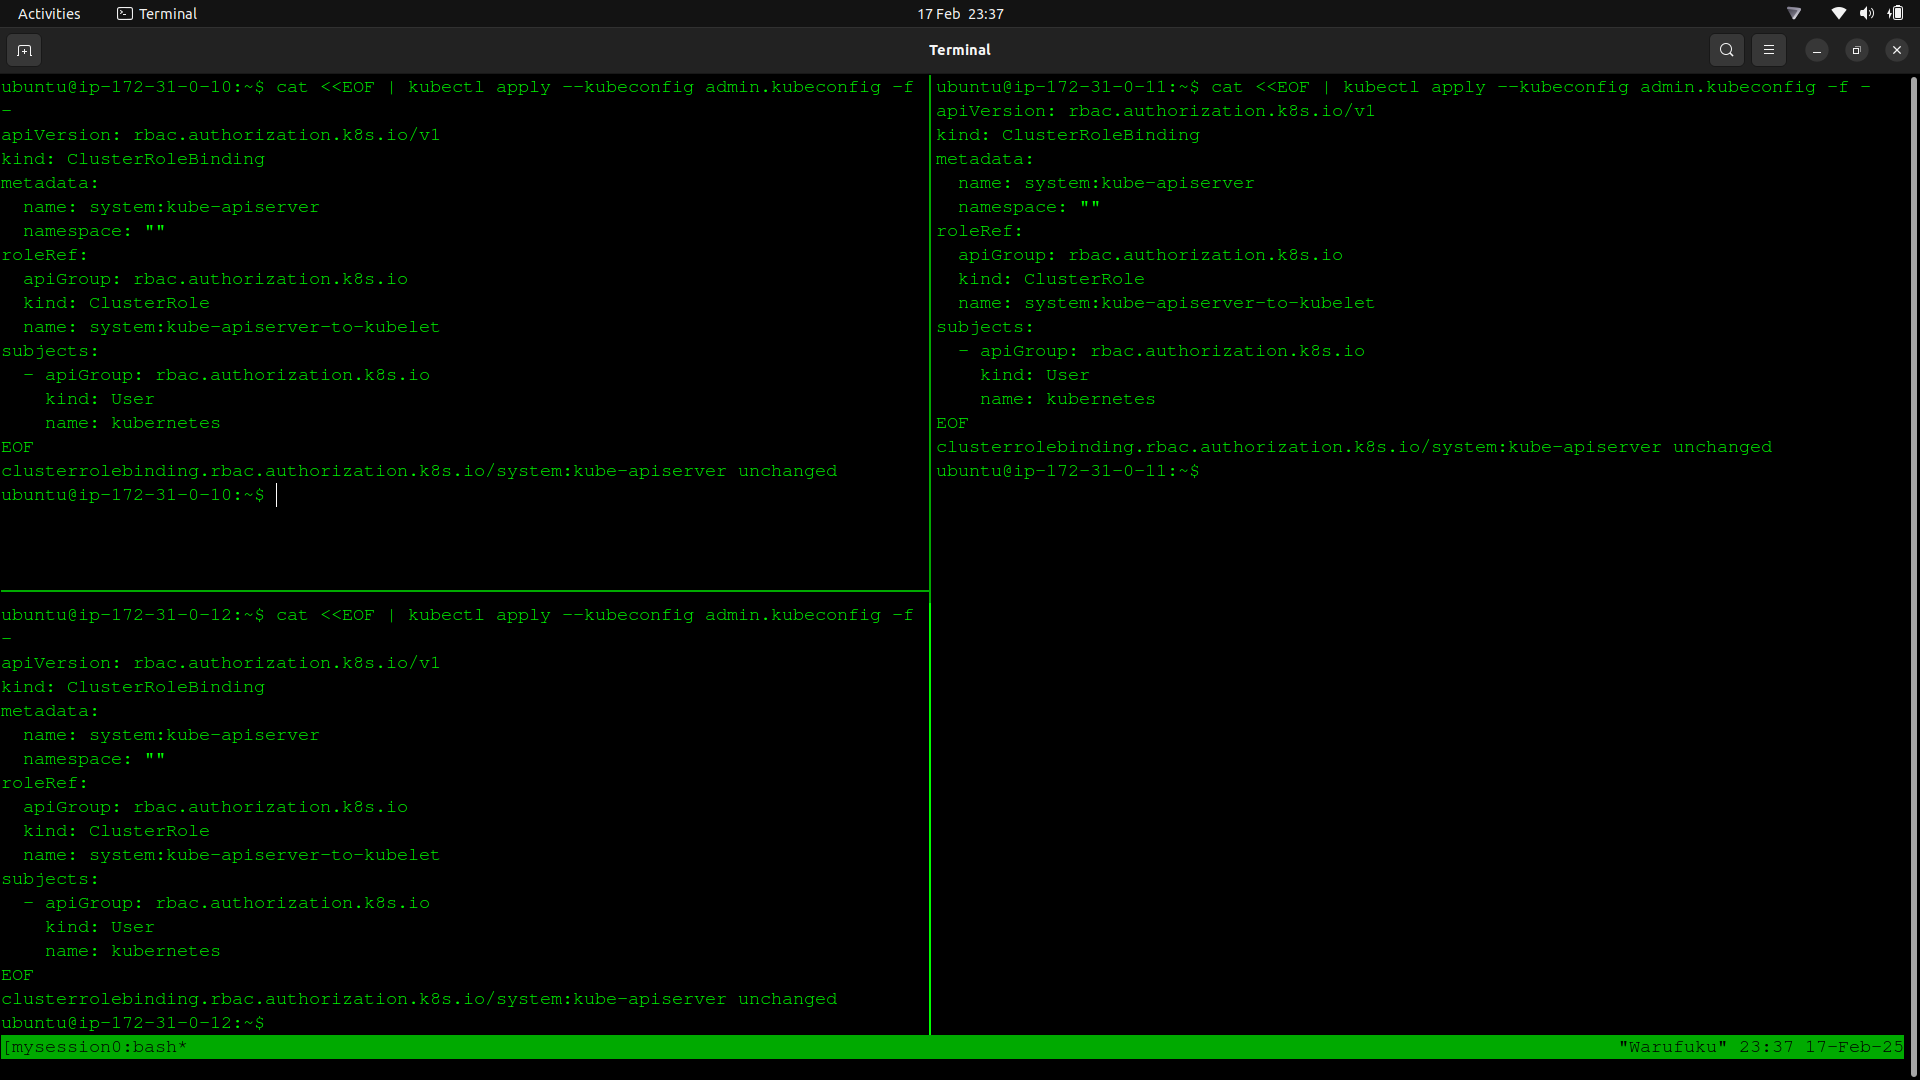 Activities
Terminal
17 Feb 23:37
Terminal
ubuntu@ip-172-31-0-10:~$ cat <<EOF | kubectl apply --kubeconfig admin.kubeconfig -f
-
apiVersion: rbac.authorization.k8s.io/v1
kind: ClusterRoleBinding
metadata:
  name: system:kube-apiserver
  namespace: ""
roleRef:
  apiGroup: rbac.authorization.k8s.io
  kind: ClusterRole
  name: system:kube-apiserver-to-kubelet
subjects:
  - apiGroup: rbac.authorization.k8s.io
    kind: User
    name: kubernetes
EOF
clusterrolebinding.rbac.authorization.k8s.io/system:kube-apiserver unchanged
ubuntu@ip-172-31-0-10:~$
ubuntu@ip-172-31-0-11:~$ cat <<EOF | kubectl apply --kubeconfig admin.kubeconfig -f -
apiVersion: rbac.authorization.k8s.io/v1
kind: ClusterRoleBinding
metadata:
  name: system:kube-apiserver
  namespace: ""
roleRef:
  apiGroup: rbac.authorization.k8s.io
  kind: ClusterRole
  name: system:kube-apiserver-to-kubelet
subjects:
  - apiGroup: rbac.authorization.k8s.io
    kind: User
    name: kubernetes
EOF
clusterrolebinding.rbac.authorization.k8s.io/system:kube-apiserver unchanged
ubuntu@ip-172-31-0-11:~$
ubuntu@ip-172-31-0-12:~$ cat <<EOF | kubectl apply --kubeconfig admin.kubeconfig -f
-
apiVersion: rbac.authorization.k8s.io/v1
kind: ClusterRoleBinding
metadata:
  name: system:kube-apiserver
  namespace: ""
roleRef:
  apiGroup: rbac.authorization.k8s.io
  kind: ClusterRole
  name: system:kube-apiserver-to-kubelet
subjects:
  - apiGroup: rbac.authorization.k8s.io
    kind: User
    name: kubernetes
EOF
clusterrolebinding.rbac.authorization.k8s.io/system:kube-apiserver unchanged
ubuntu@ip-172-31-0-12:~$
[mysession0:bash* "Warufuku" 23:37 17-Feb-25